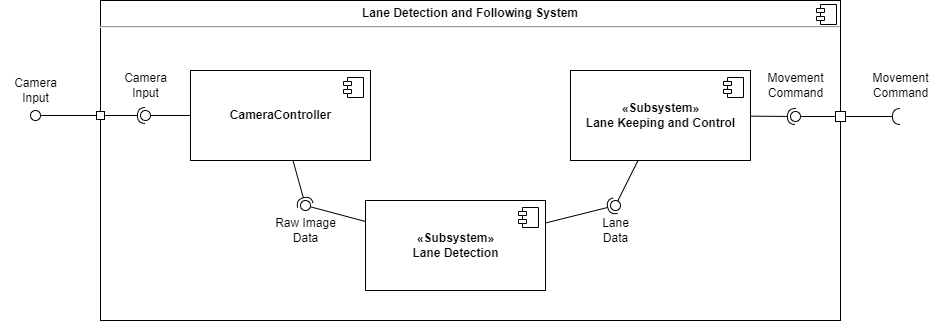 Lane Detection and Following System
Camera
Input
Camera
Input
CameraController
«Subsystem»
Lane Keeping and Control
Movement
Command
Movement
Command
Raw Image
Data
«Subsystem»
Lane Detection
Lane
Data